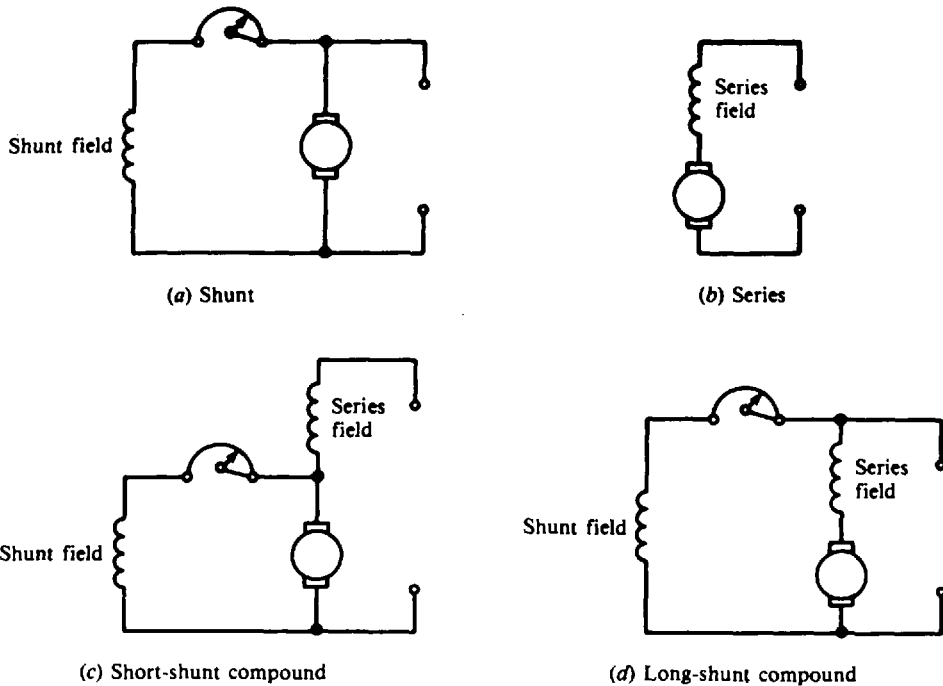 Shunt field
(a) Shunt
Series
field
(b) Series
Series
field
Shunt field
(c) Short-shunt compound
Series
field
Shunt field
(d) Long-shunt compound